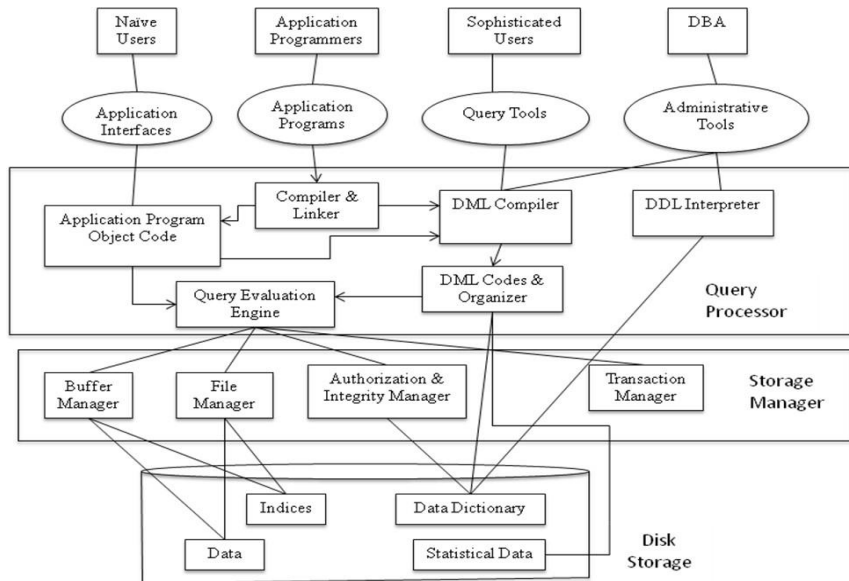 Naïve
Users
Application
Programmers
Sophisticated
Users
DBA
Application
Interfaces
Application
Programs
Query Tools
Administrative
Tools
Compiler &
Linker
Application Program
Object Code
DML Compiler
DDL Interpreter
Query Evaluation
Engine
DML Codes &
Organizer
Query
Processor
Buffer
Manager
File
Manager
Authorization &
Integrity Manager
Transaction
Manager
Storage
Manager
Indices
Data Dictionary
Data
Statistical Data
Disk
Storage